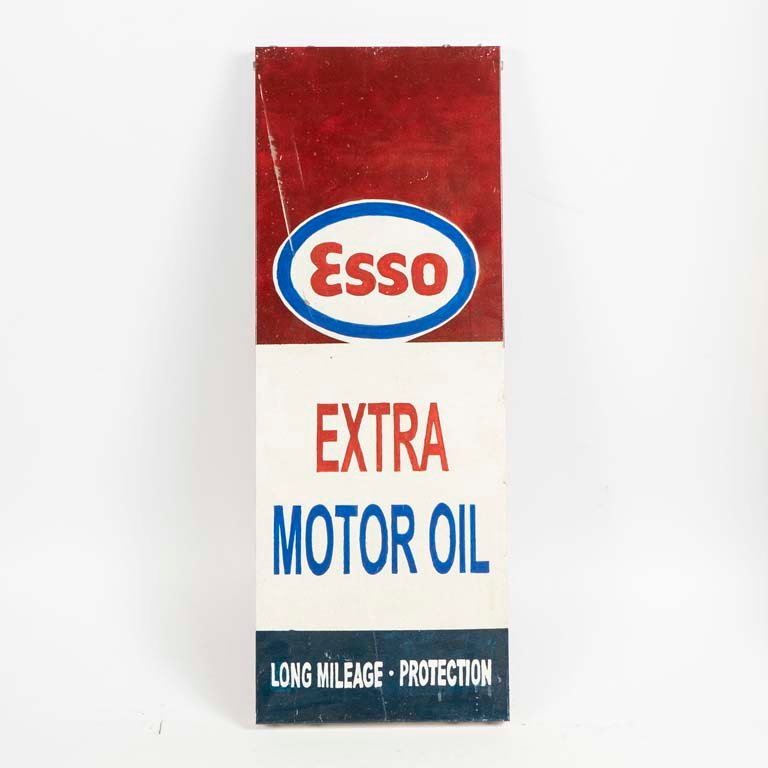 Esso
EXTRA
MOTOR OIL
LONG MILEAGE · PROTECTION